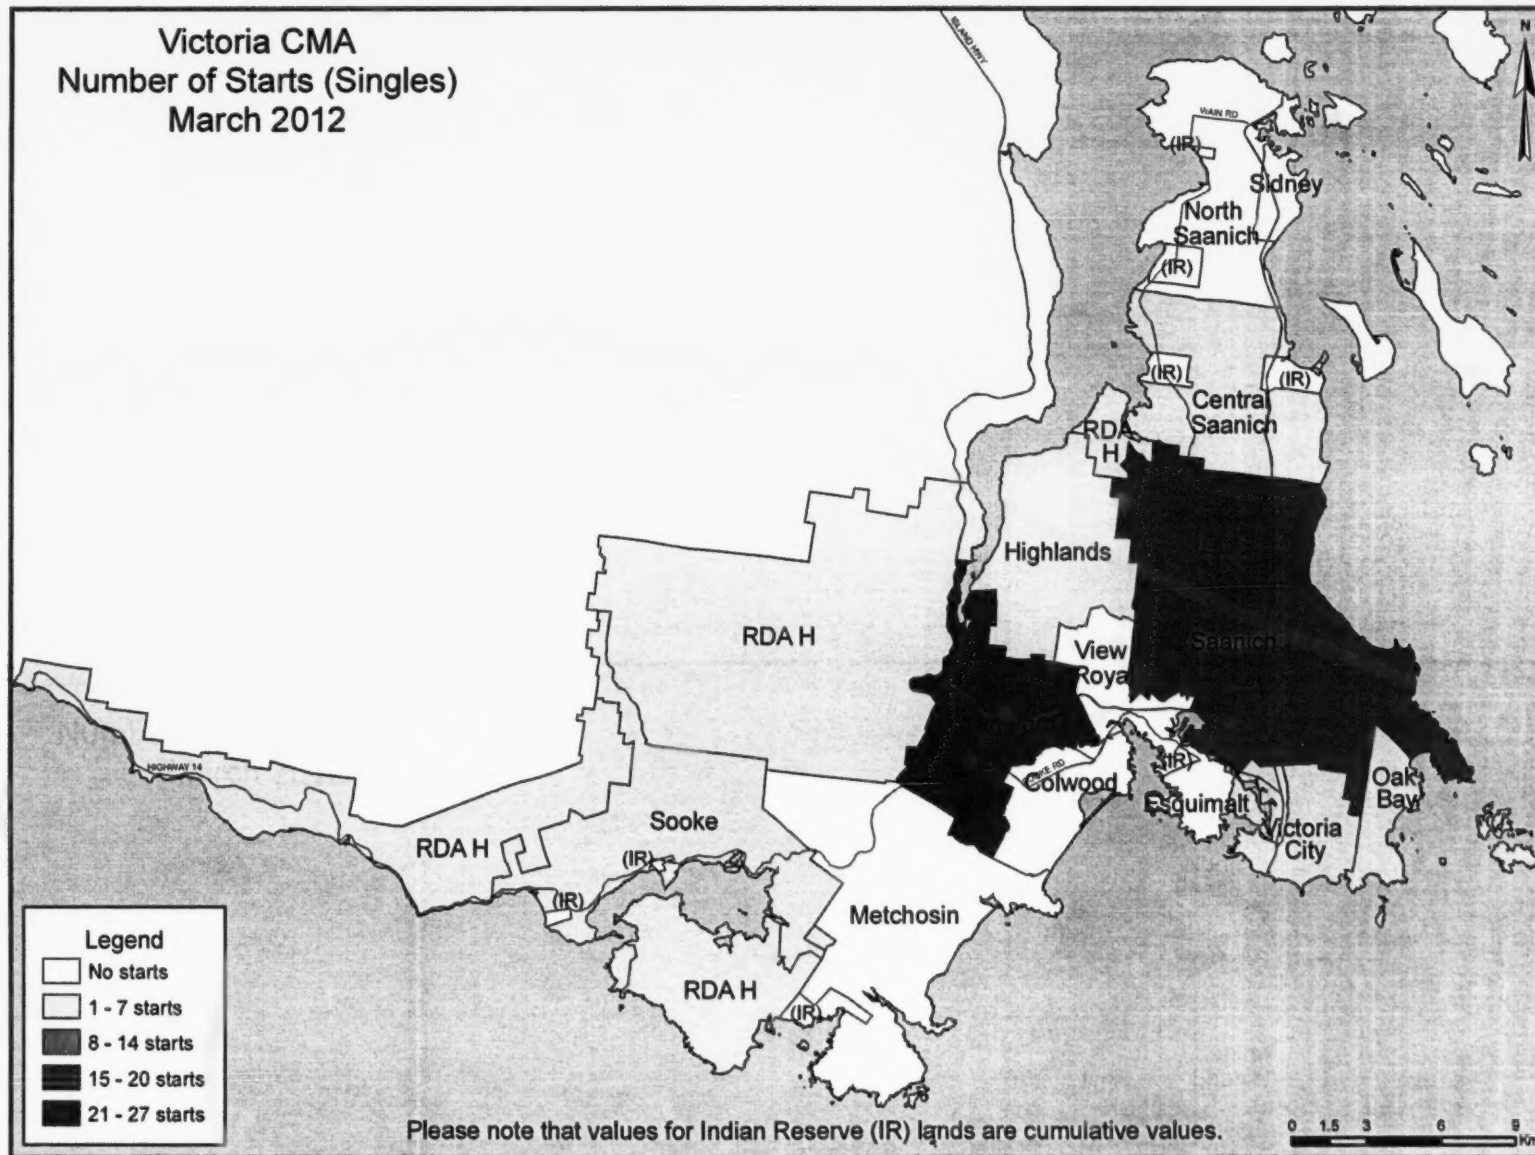 Victoria CMA
Number of Starts (Singles)
March 2012
ISLAND HWY
N
WAIN RD
(IR)
Sidney
North
Saanich
(IR)
(IR)
(IR)
Central
Saanich
RDA
H
Highlands
RDA H
View
Royal
Saanich
HIGHWAY 14
Colwood
(IR)
Esquimalt
Oak
Bay
Victoria
City
Sooke
RDA H
(IR)
(IR)
Metchosin
RDA H
(IR)
Legend
No starts
1 - 7 starts
8 - 14 starts
15 - 20 starts
21 - 27 starts
Please note that values for Indian Reserve (IR) lands are cumulative values.
0 1.5 3 6 9
Km